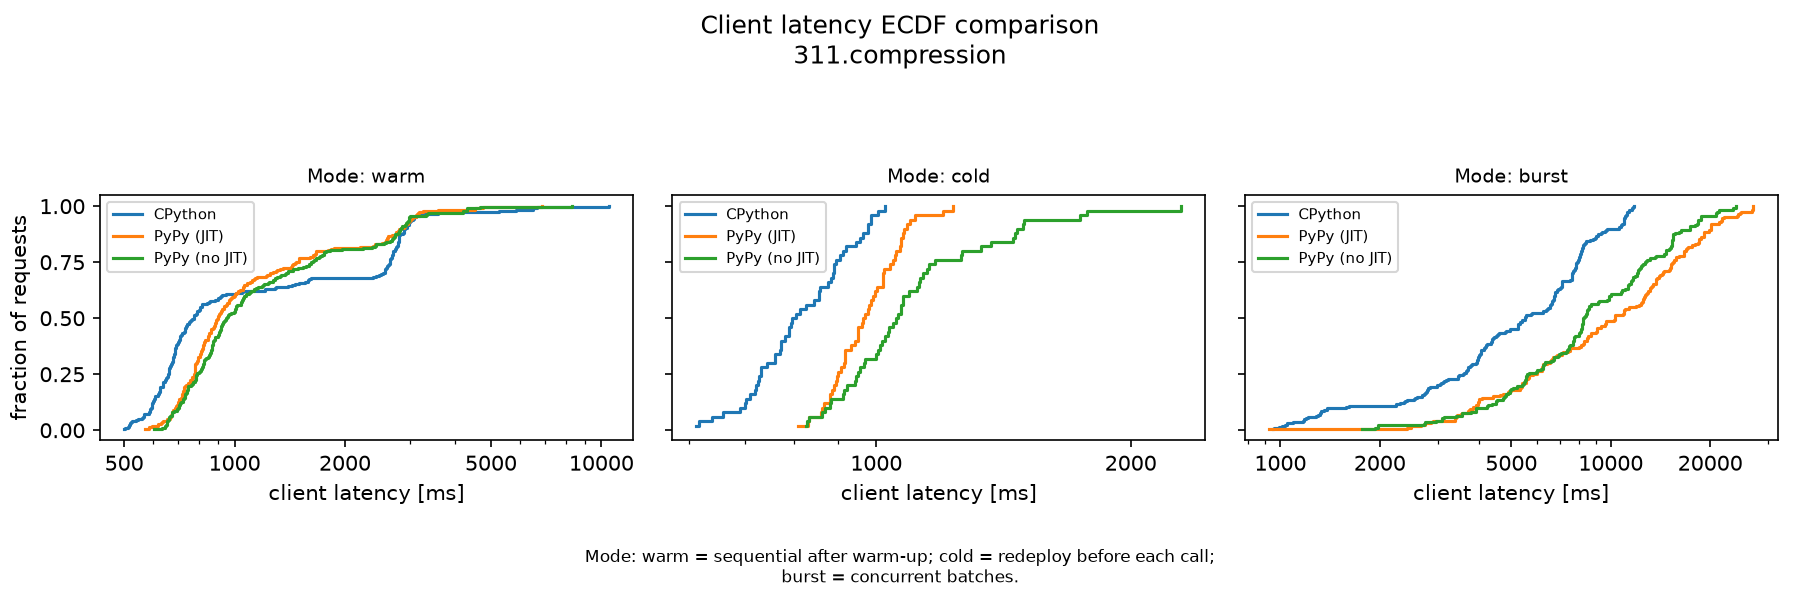 Client latency ECDF comparison
311.compression
Mode: warm
Mode: cold
Mode: burst
fraction of requests
1.00
0.75
0.50
0.25
0.00
CPython
PyPy (JIT)
PyPy (no JIT)
CPython
PyPy (JIT)
PyPy (no JIT)
CPython
PyPy (JIT)
PyPy (no JIT)
500 1000 2000 5000 10000
1000 2000
1000 2000 5000 10000 20000
client latency [ms]
client latency [ms]
client latency [ms]
Mode: warm = sequential after warm-up; cold = redeploy before each call;
burst = concurrent batches.